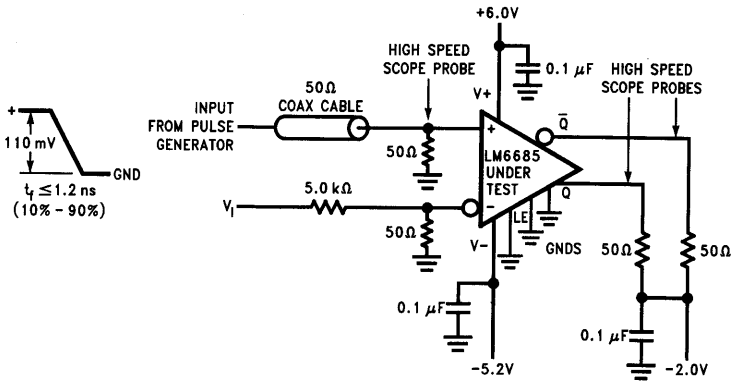 +6.0V
HIGH SPEED
SCOPE PROBE
0.1 µF
HIGH SPEED
SCOPE PROBES
V+
50Ω
COAX CABLE
INPUT
FROM PULSE
GENERATOR
+
Q̅
+
110 mV
GND
tf ≤ 1.2 ns
(10% - 90%)
50Ω
LM6685
UNDER
TEST
Q
5.0 kΩ
VI
-
LE
50Ω
V-
GNDS
50Ω
50Ω
0.1 µF
0.1 µF
-5.2V
-2.0V